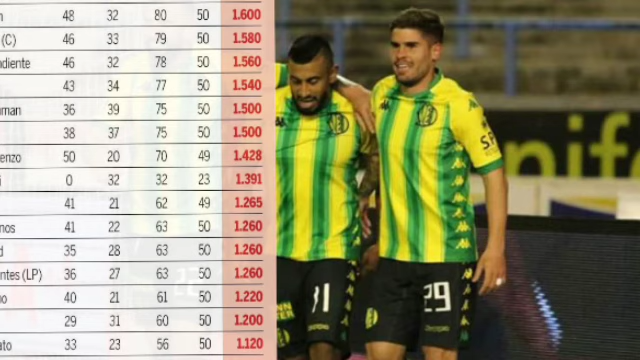 48 32 80 50 1.600
(C) 46 33 79 50 1.580
ndiente 46 32 78 50 1.560
43 34 77 50 1.540
uman 36 39 75 50 1.500
38 37 75 50 1.500
enzo 50 20 70 49 1.428
i 0 32 32 23 1.391
41 21 62 49 1.265
nos 41 22 63 50 1.260
d 35 28 63 50 1.260
ntes (LP) 36 27 63 50 1.260
o 40 21 61 50 1.220
29 31 60 50 1.200
ato 33 23 56 50 1.120
nifo
Kappa
31
29